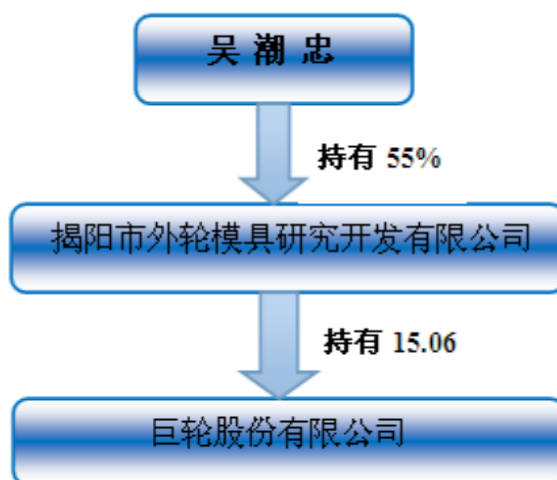 吴 潮 忠
持有 55%
揭阳市外轮模具研究开发有限公司
持有 15.06
巨轮股份有限公司